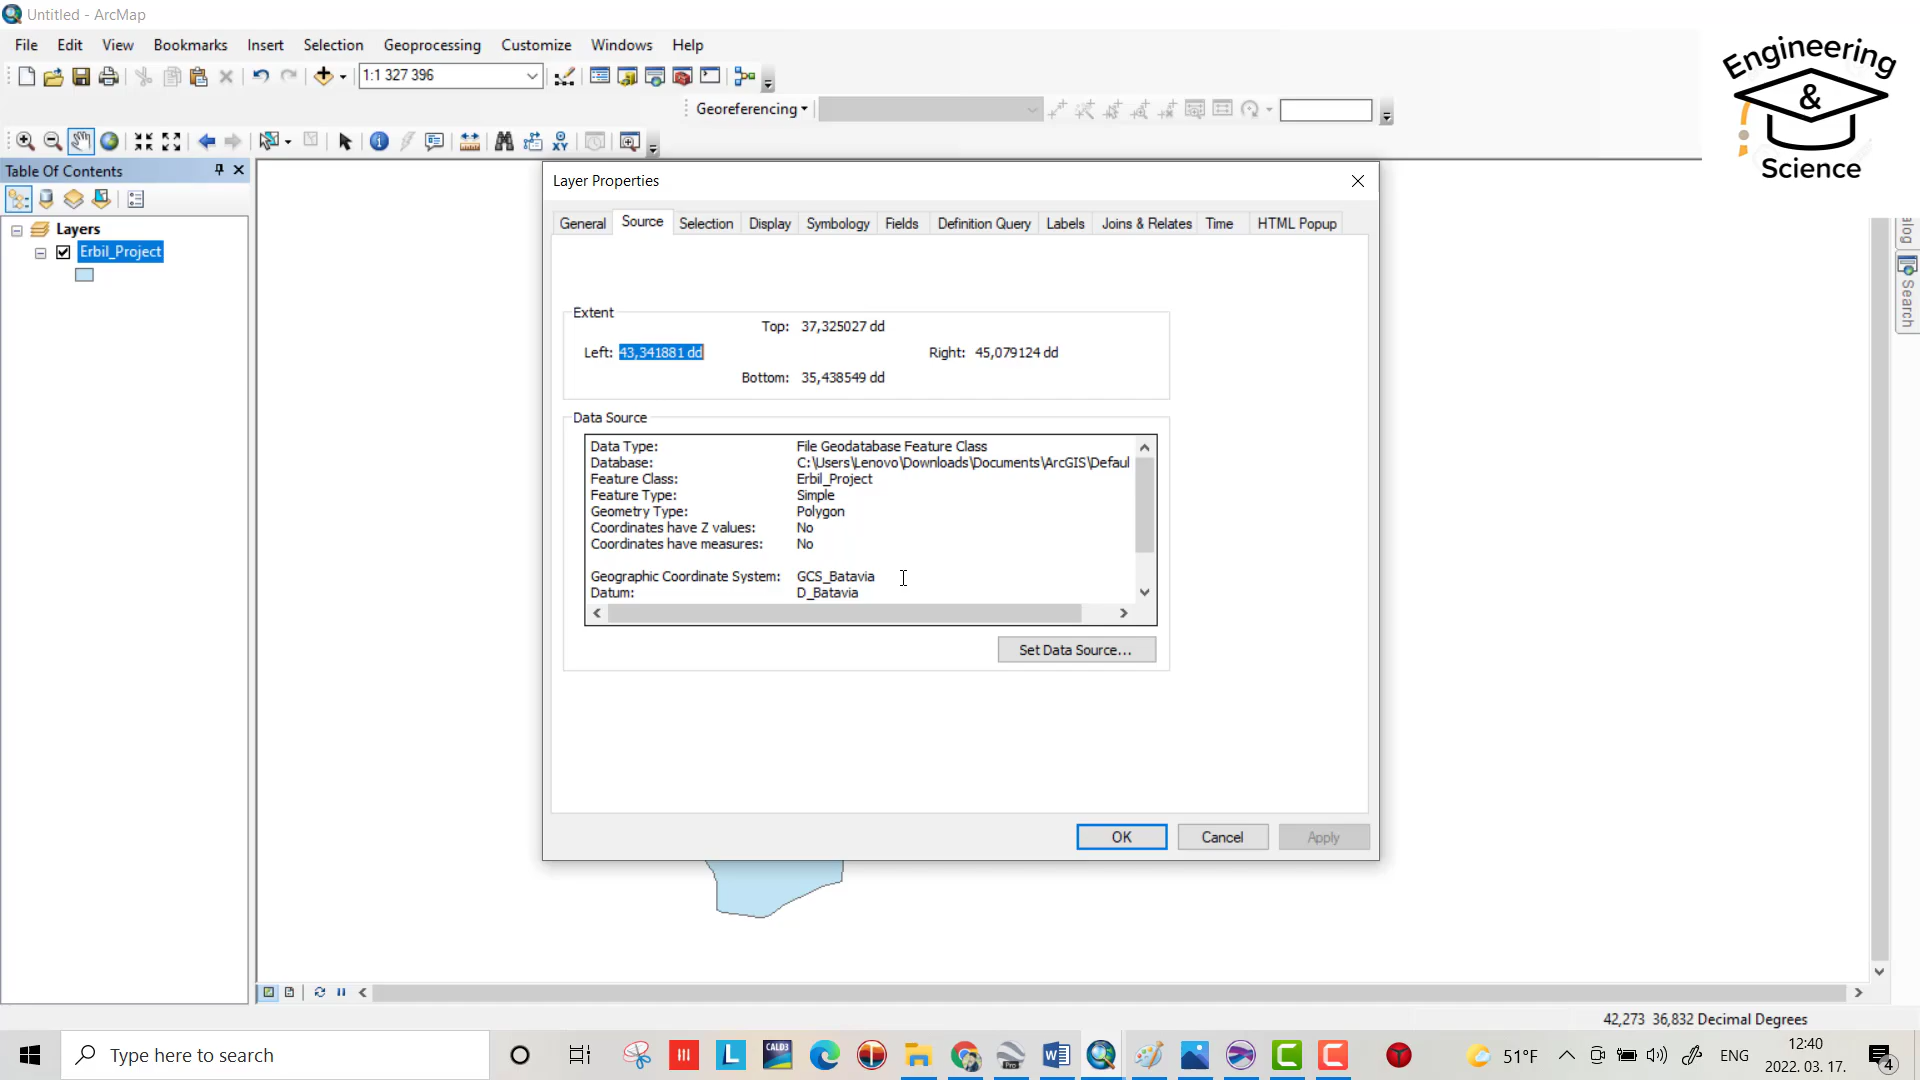 Untitled - ArcMap
File Edit View Bookmarks Insert Selection Geoprocessing Customize Windows Help
1:1 327 396
Georeferencing
Engineering
&
Science
Table Of Contents
Layers
Erbil_Project
Layer Properties
General Source Selection Display Symbology Fields Definition Query Labels Joins & Relates Time HTML Popup
Extent
Top: 37,325027 dd
Left: 43,341881 dd Right: 45,079124 dd
Bottom: 35,438549 dd
Data Source
Data Type: File Geodatabase Feature Class
Database: C:\Users\Lenovo\Downloads\Documents\ArcGIS\Defaul
Feature Class: Erbil_Project
Feature Type: Simple
Geometry Type: Polygon
Coordinates have Z values: No
Coordinates have measures: No
Geographic Coordinate System: GCS_Batavia
Datum: D_Batavia
Set Data Source...
OK Cancel Apply
alog
Search
42,273 36,832 Decimal Degrees
Type here to search
CALD3
Pro
51°F
ENG
12:40
2022. 03. 17.
4